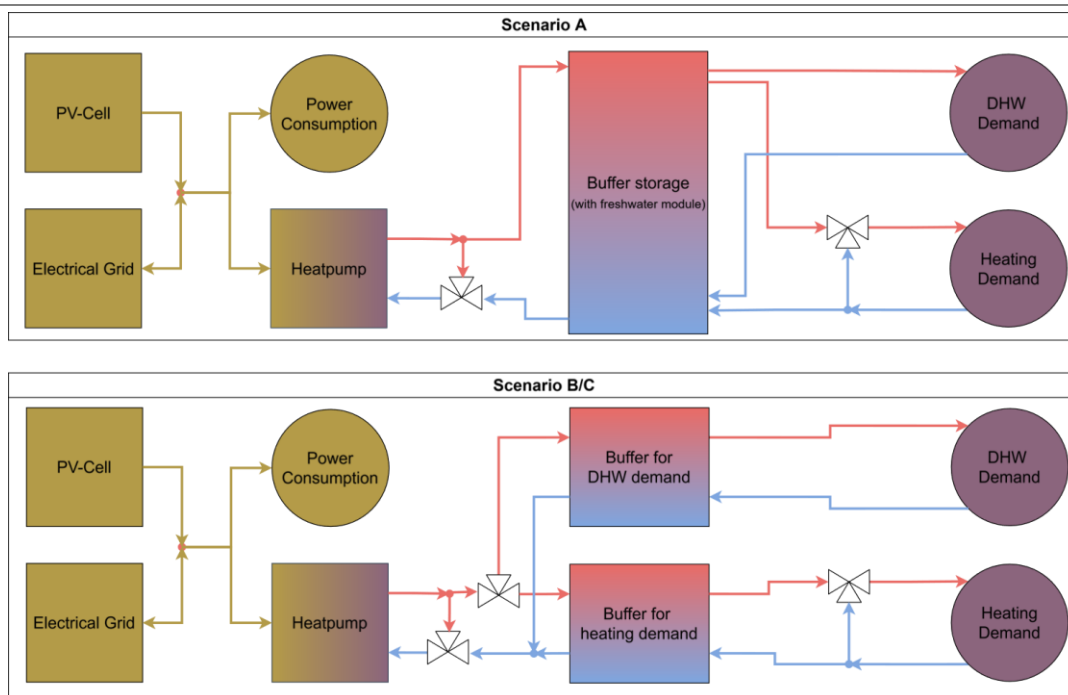 Scenario A
PV-Cell
Power
Consumption
Electrical Grid
Heatpump
Buffer storage
(with freshwater module)
DHW
Demand
Heating
Demand
Scenario B/C
PV-Cell
Power
Consumption
Electrical Grid
Heatpump
Buffer for
DHW demand
Buffer for
heating demand
DHW
Demand
Heating
Demand